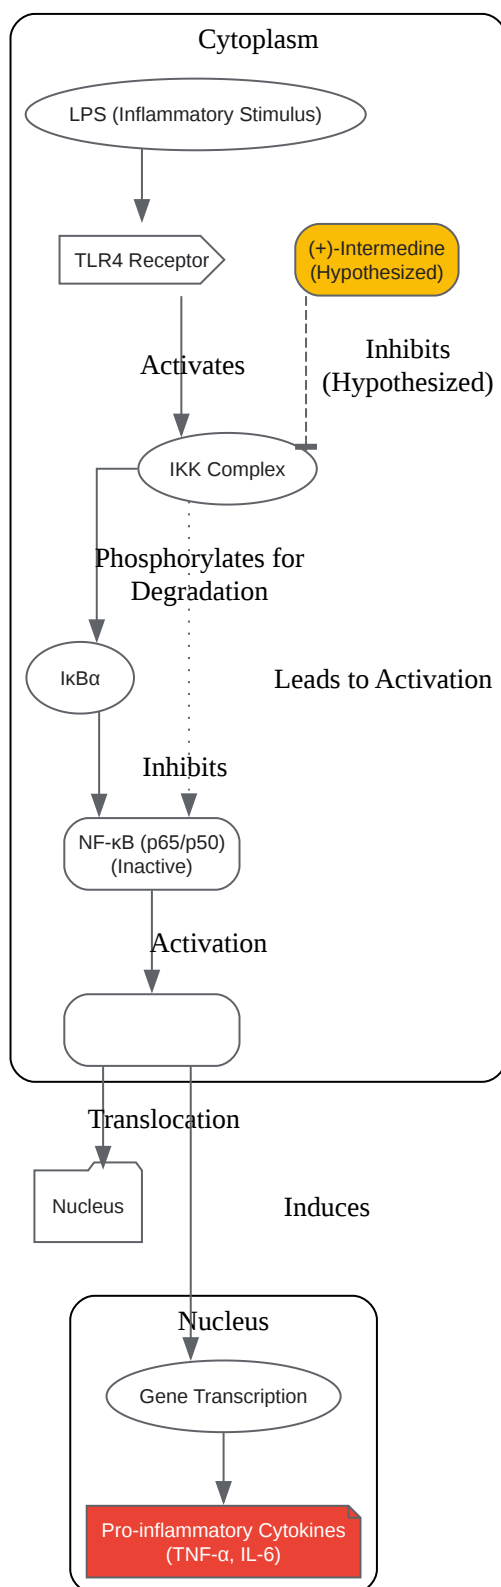 Cytoplasm
LPS (Inflammatory Stimulus)
TLR4 Receptor
(+)-Intermedine
(Hypothesized)
Activates
Inhibits
(Hypothesized)
IKK Complex
Phosphorylates for
Degradation
IκBα
Leads to Activation
Inhibits
NF-κB (p65/p50)
(Inactive)
Activation
Translocation
Nucleus
Induces
Nucleus
Gene Transcription
Pro-inflammatory Cytokines
(TNF-α, IL-6)